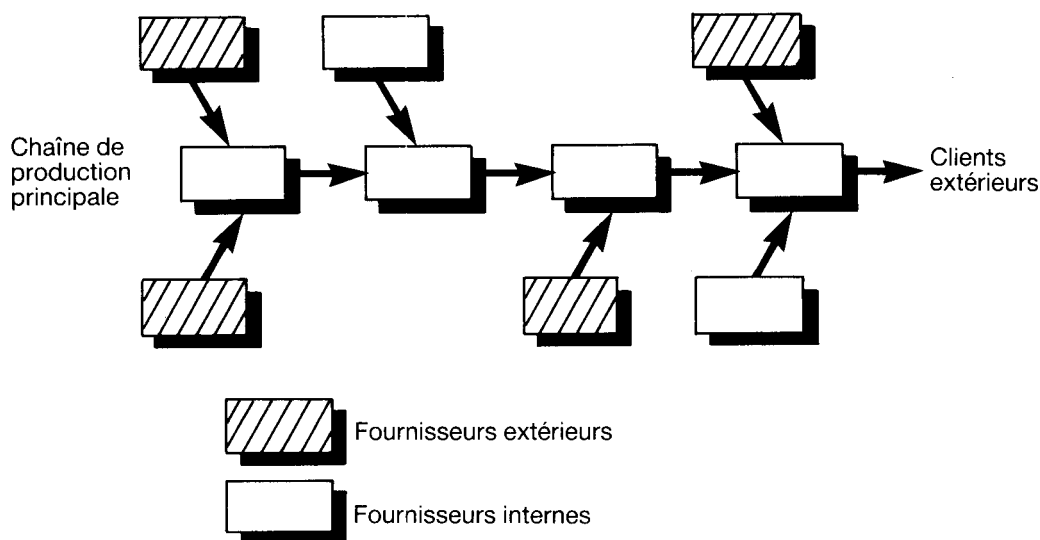 Chaîne de
production
principale
Clients
extérieurs
Fournisseurs extérieurs
Fournisseurs internes